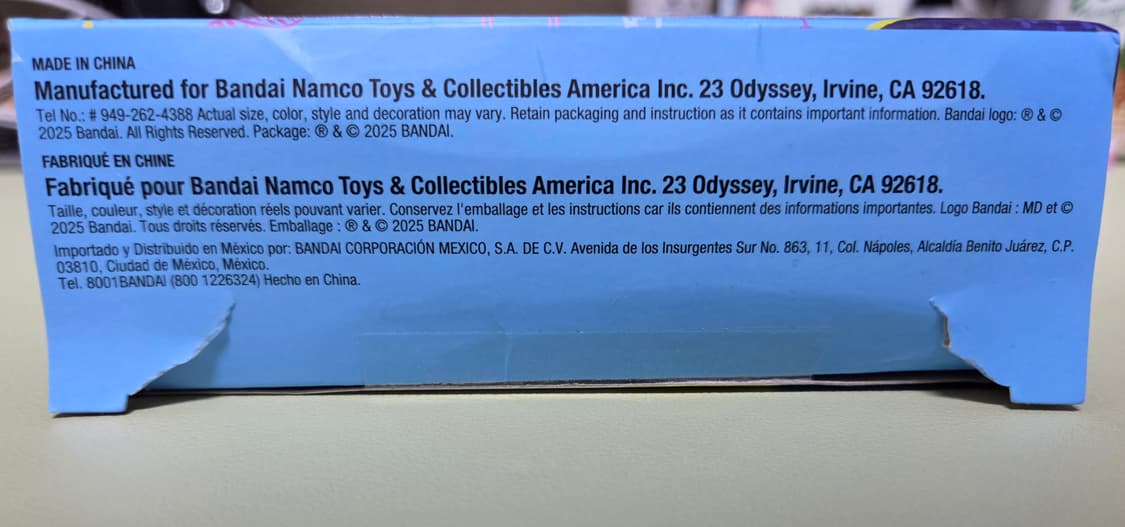 MADE IN CHINA
Manufactured for Bandai Namco Toys & Collectibles America Inc. 23 Odyssey, Irvine, CA 92618.
Tel No.: # 949-262-4388 Actual size, color, style and decoration may vary. Retain packaging and instruction as it contains important information. Bandai logo: ® & ©
2025 Bandai. All Rights Reserved. Package: ® & © 2025 BANDAI.
FABRIQUÉ EN CHINE
Fabriqué pour Bandai Namco Toys & Collectibles America Inc. 23 Odyssey, Irvine, CA 92618.
Taille, couleur, style et décoration réels pouvant varier. Conservez l'emballage et les instructions car ils contiennent des informations importantes. Logo Bandai : MD et ©
2025 Bandai. Tous droits réservés. Emballage : ® & © 2025 BANDAI.
Importado y Distribuido en México por: BANDAI CORPORACIÓN MEXICO, S.A. DE C.V. Avenida de los Insurgentes Sur No. 863, 11, Col. Nápoles, Alcaldía Benito Juárez, C.P.
03810, Ciudad de México, México.
Tel. 8001BANDAI (800 1226324) Hecho en China.